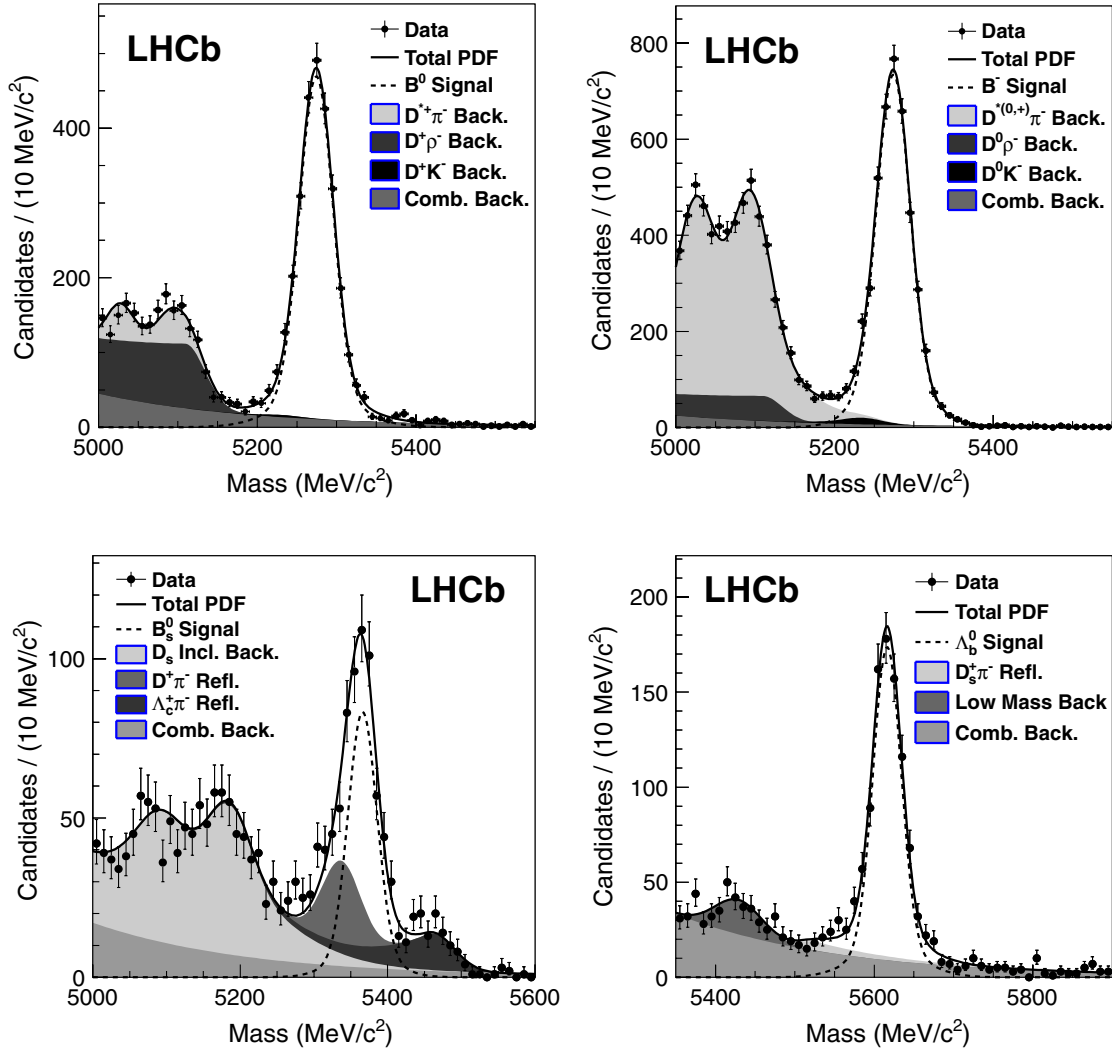 LHCb
Data
Total PDF
B⁰ Signal
D*⁺π⁻ Back.
D⁺ρ⁻ Back.
D⁺K⁻ Back.
Comb. Back.
Candidates / (10 MeV/c²)
400
200
0
5000 5200 5400
Mass (MeV/c²)
LHCb
Data
Total PDF
B⁻ Signal
D*⁽⁰,⁺⁾π⁻ Back.
D⁰ρ⁻ Back.
D⁰K⁻ Back.
Comb. Back.
Candidates / (10 MeV/c²)
800
600
400
200
0
5000 5200 5400
Mass (MeV/c²)
LHCb
Data
Total PDF
B⁰ₛ Signal
Dₛ Incl. Back.
D⁺π⁻ Refl.
Λ⁺c π⁻ Refl.
Comb. Back.
Candidates / (10 MeV/c²)
100
50
0
5000 5200 5400 5600
Mass (MeV/c²)
LHCb
Data
Total PDF
Λ⁰b Signal
D⁺ₛπ⁻ Refl.
Low Mass Back
Comb. Back.
Candidates / (10 MeV/c²)
200
150
100
50
0
5400 5600 5800
Mass (MeV/c²)